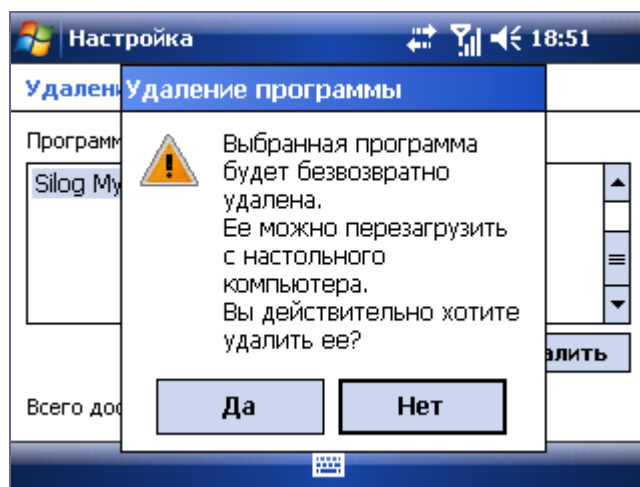 Настройка 18:51
Удален
Удаление программы
Программ
Silog My
Выбранная программа
будет безвозвратно
удалена.
Ее можно перезагрузить
с настольного
компьютера.
Вы действительно хотите
удалить ее?
алить
Да Нет
Всего дос